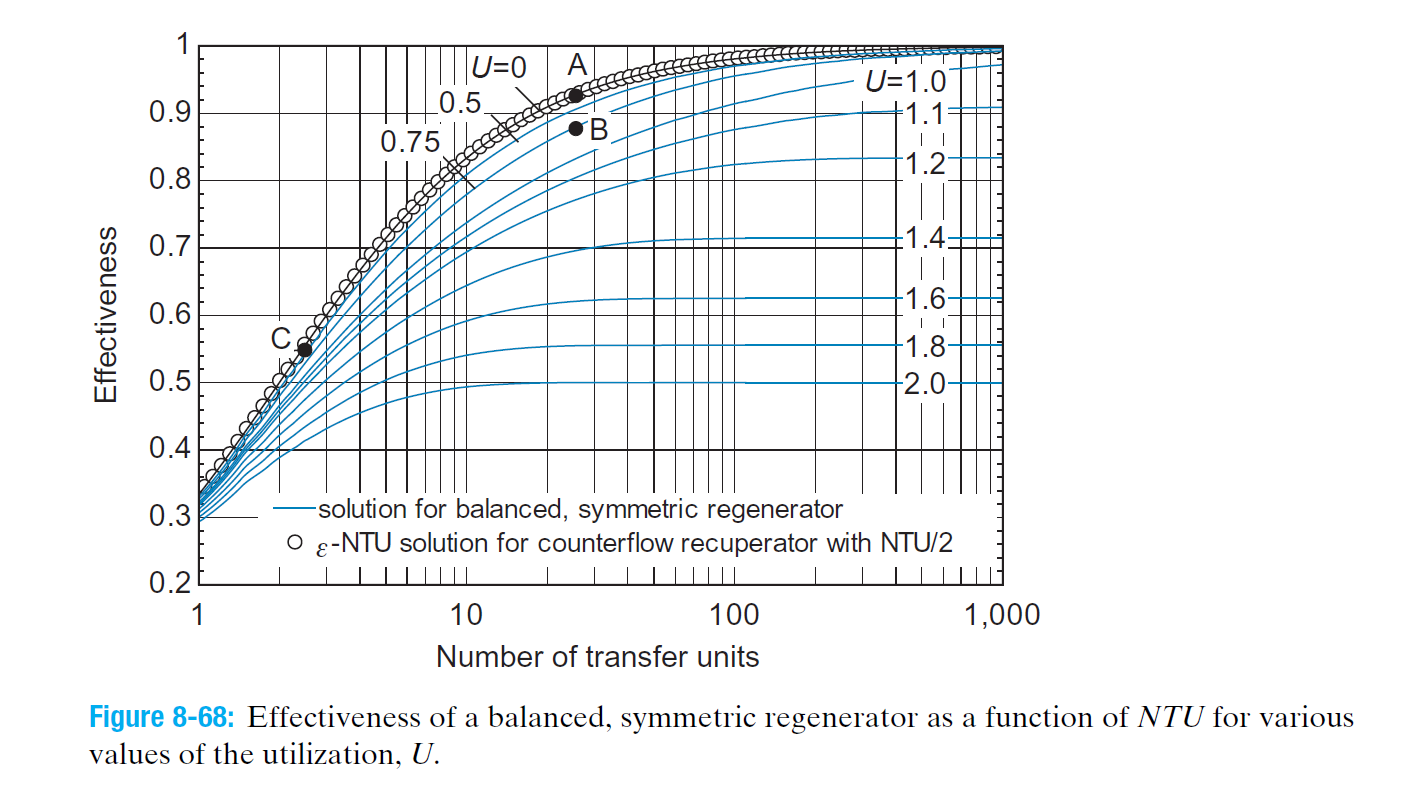 1
0.9
0.8
0.7
0.6
0.5
0.4
0.3
0.2
Effectiveness
U=0
A
0.5
B
0.75
C
U=1.0
1.1
1.2
1.4
1.6
1.8
2.0
solution for balanced, symmetric regenerator
ε-NTU solution for counterflow recuperator with NTU/2
1
10
100
1,000
Number of transfer units
Figure 8-68: Effectiveness of a balanced, symmetric regenerator as a function of NTU for various
values of the utilization, U.